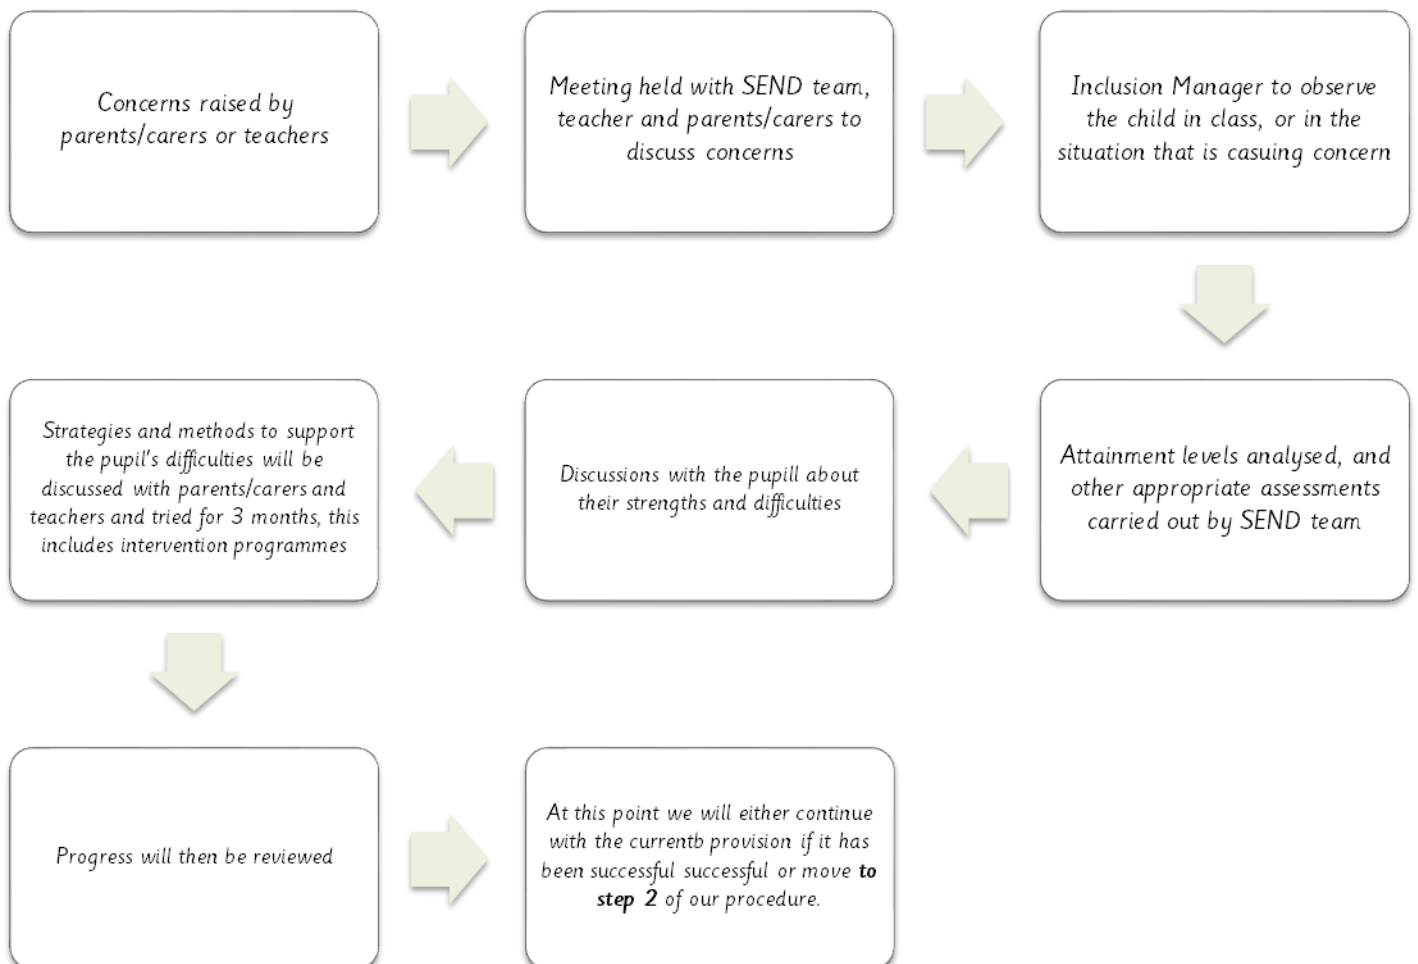 Concerns raised by
parents/carers or teachers
Meeting held with SEND team,
teacher and parents/carers to
discuss concerns
Inclusion Manager to observe
the child in class, or in the
situation that is casuing concern
Attainment levels analysed, and
other appropriate assessments
carried out by SEND team
Discussions with the pupill about
their strengths and difficulties
Strategies and methods to support
the pupil's difficulties will be
discussed with parents/carers and
teachers and tried for 3 months, this
includes intervention programmes
Progress will then be reviewed
At this point we will either continue
with the currentb provision if it has
been successful successful or move to
step 2 of our procedure.